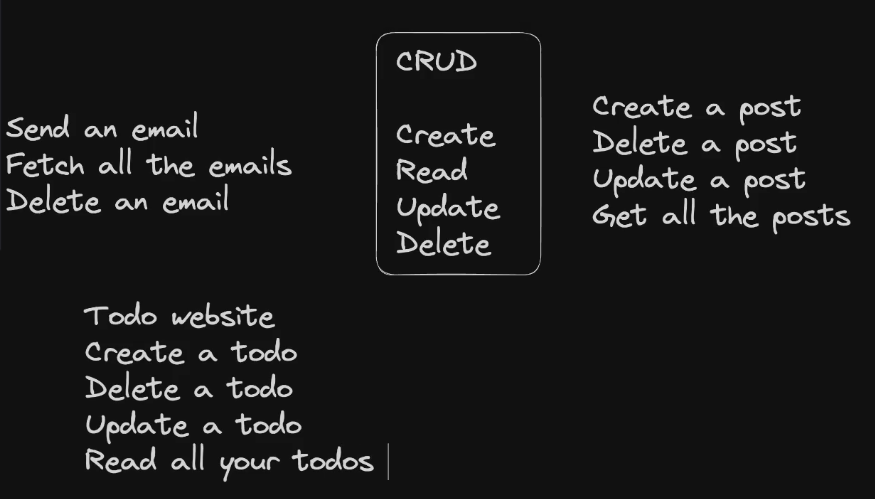 Send an email
Fetch all the emails
Delete an email
CRUD
Create
Read
Update
Delete
Create a post
Delete a post
Update a post
Get all the posts
Todo website
Create a todo
Delete a todo
Update a todo
Read all your todos